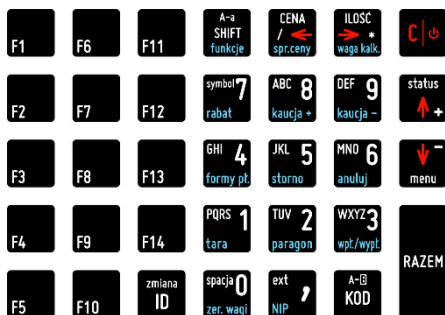 F1
F6
F11
A-a
SHIFT
funkcje
CENA
/
spr.ceny
ILOŚĆ
*
waga kalk.
C|
F2
F7
F12
symbol 7
rabat
ABC 8
kaucja +
DEF 9
kaucja -
status
+
F3
F8
F13
GHI 4
formy pł.
JKL 5
storno
MNO 6
anuluj
-
menu
F4
F9
F14
PQRS 1
tara
TUV 2
paragon
WXYZ 3
wpł./wypł.
RAZEM
F5
F10
zmiana
ID
spacja 0
zer. wagi
ext ,
NIP
A-B
KOD